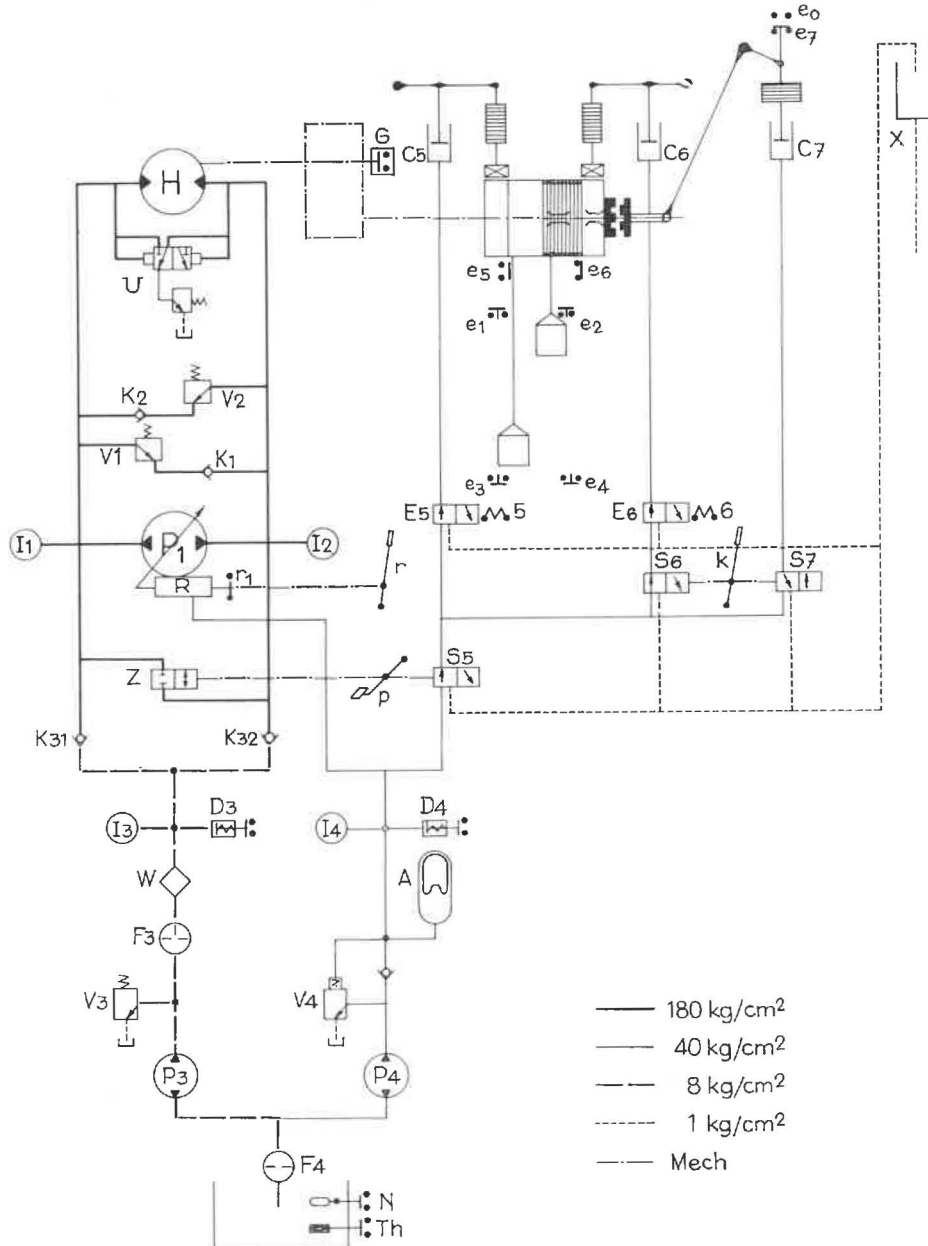 e0
e7
G
C5
C6
C7
X
H
U
e5
e6
e1
e2
K2
V2
V1
K1
e3
e4
E5
5
E6
6
I1
P1
I2
S6
k
S7
R
r1
r
Z
p
S5
K31
K32
I3
D3
I4
D4
W
A
F3
V3
V4
P3
P4
F4
N
Th
180 kg/cm²
40 kg/cm²
8 kg/cm²
1 kg/cm²
Mech